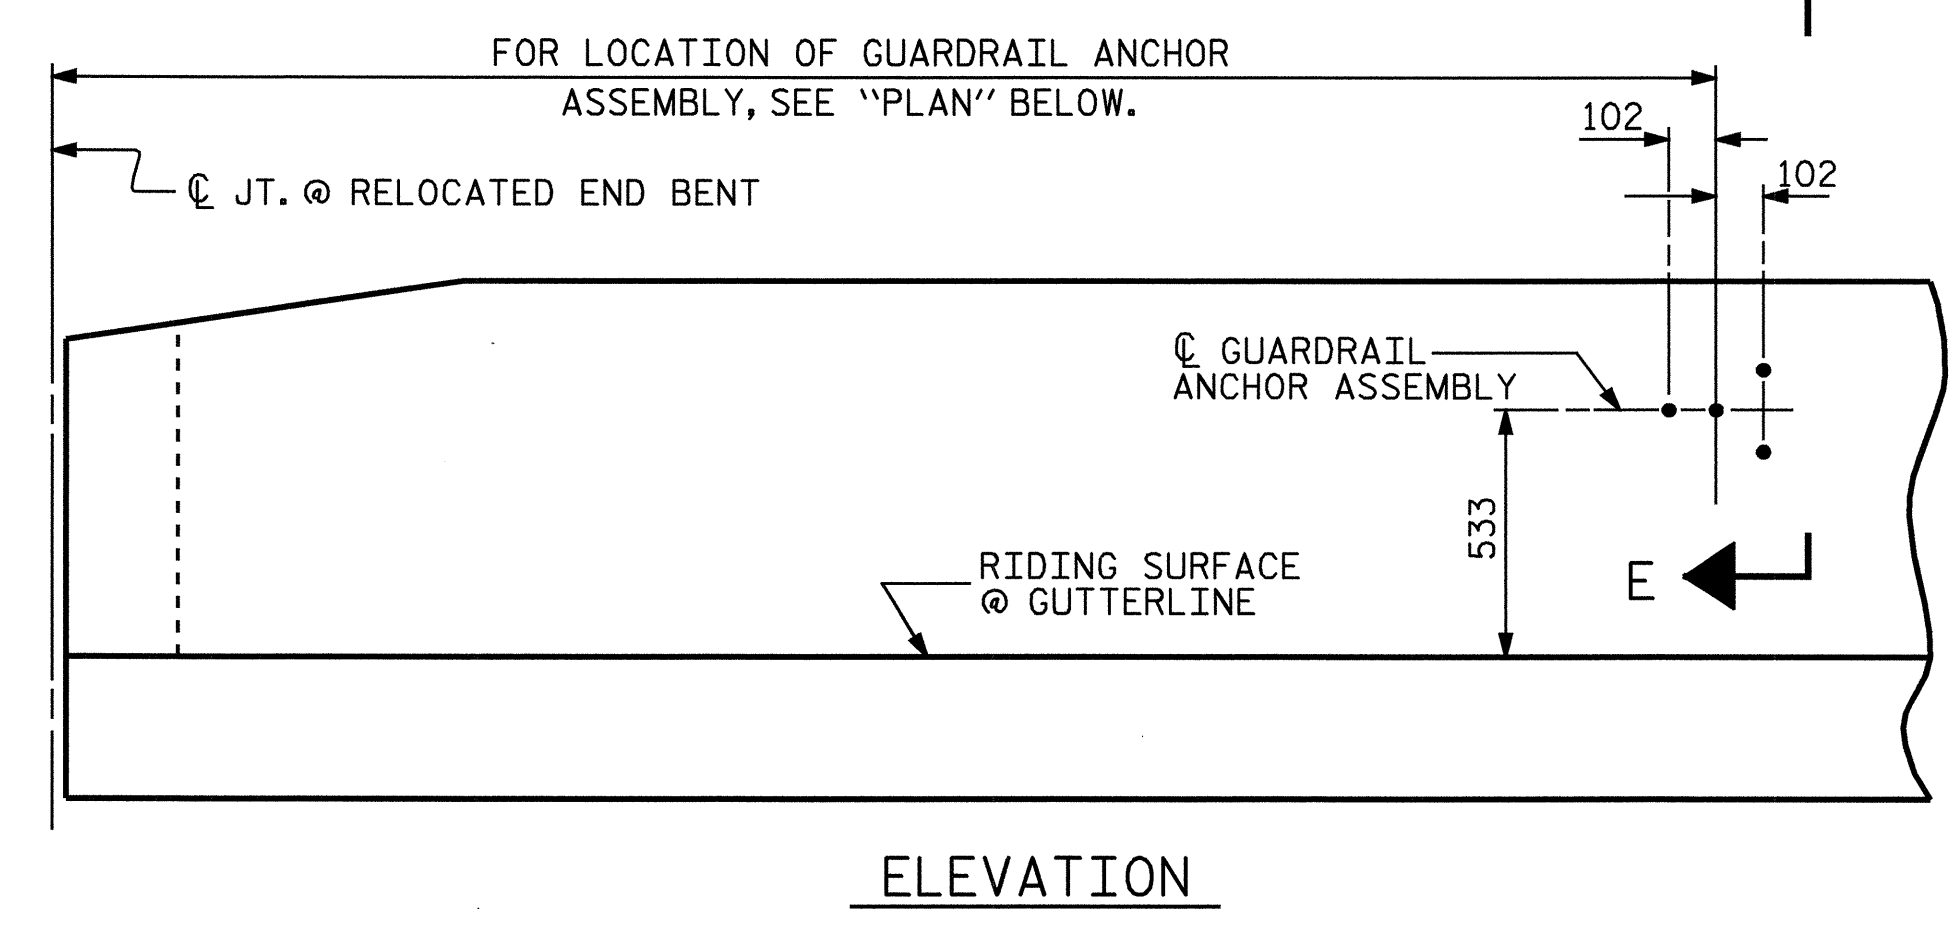 FOR LOCATION OF GUARDRAIL ANCHOR
ASSEMBLY, SEE "PLAN" BELOW.
102
102
℄ JT. @ RELOCATED END BENT
℄ GUARDRAIL
ANCHOR ASSEMBLY
533
RIDING SURFACE
@ GUTTERLINE
E
ELEVATION